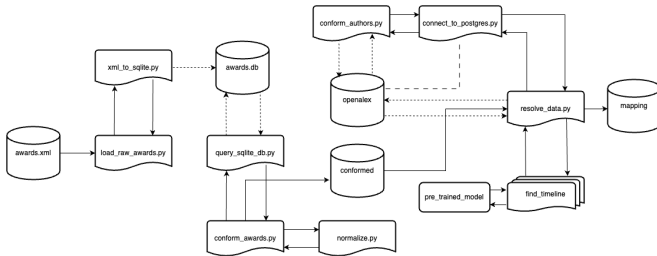 conform_authors.py
connect_to_postgres.py
xml_to_sqlite.py
awards.db
openalex
resolve_data.py
mapping
awards.xml
load_raw_awards.py
query_sqlite_db.py
conformed
pre_trained_model
find_timeline
conform_awards.py
normalize.py